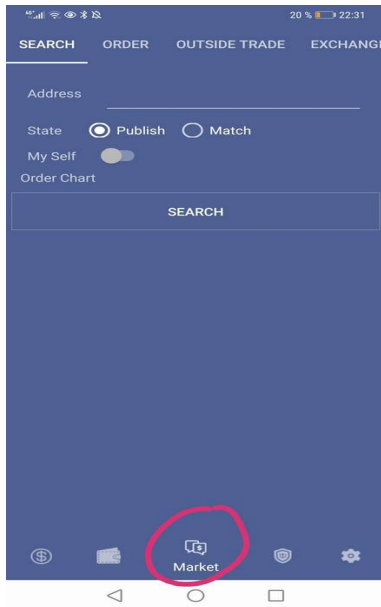 20 % 22:31
SEARCH ORDER OUTSIDE TRADE EXCHANG
Address
State Publish Match
My Self
Order Chart
SEARCH
Market